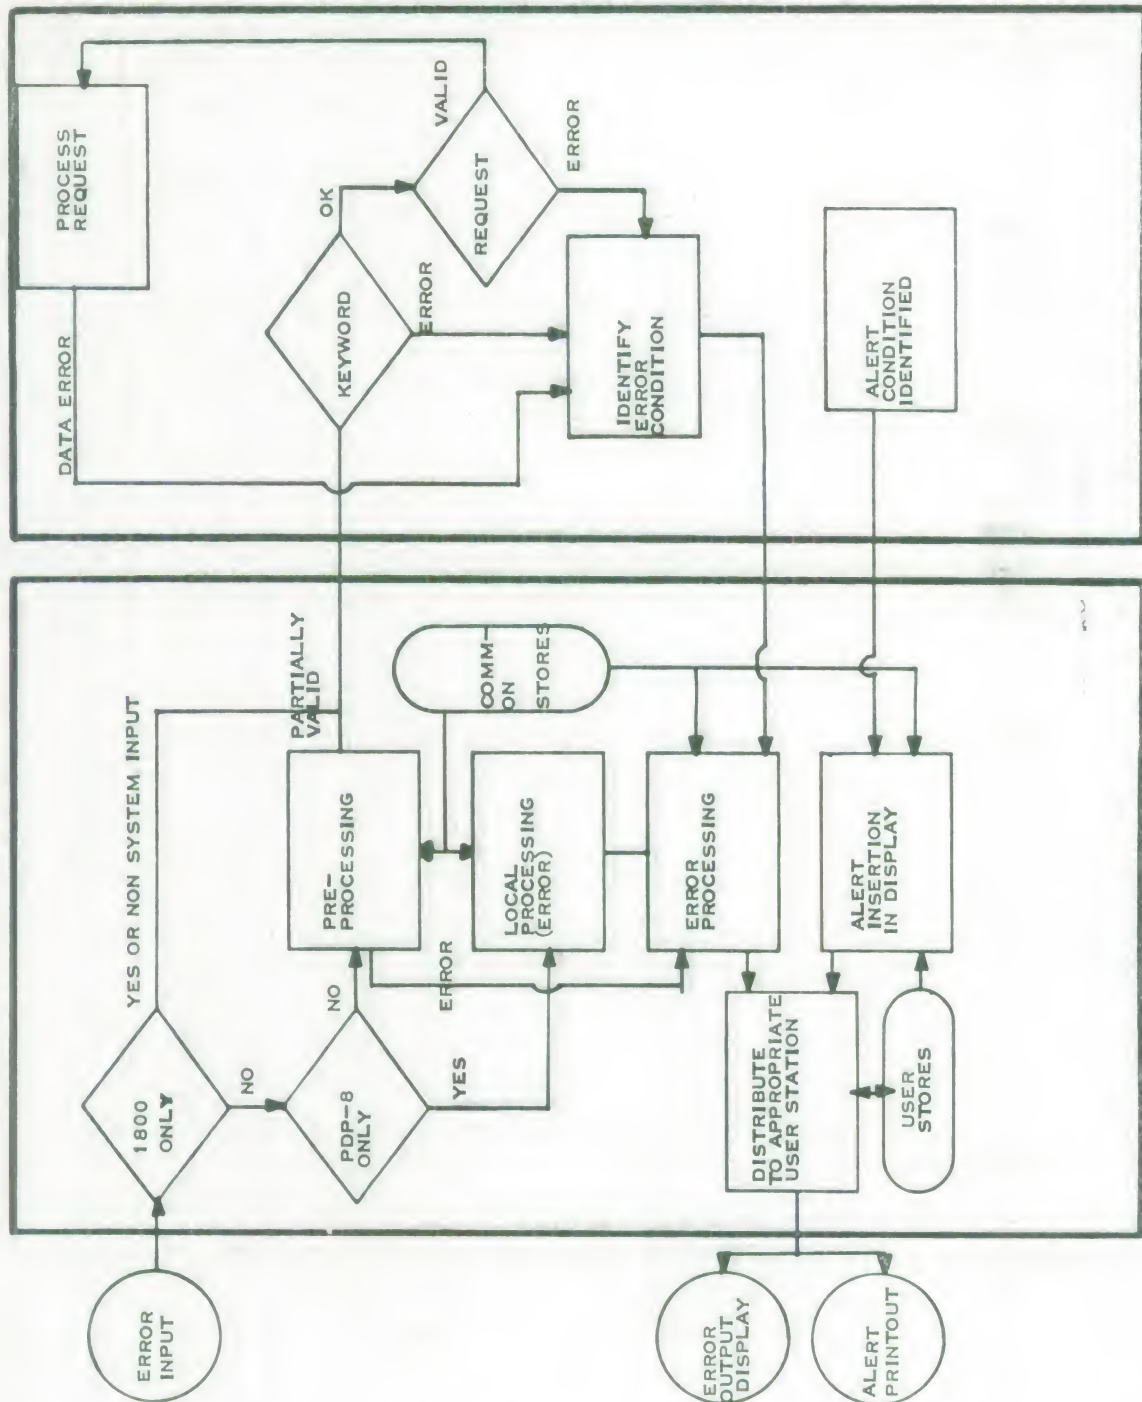 ERROR
INPUT
1800
ONLY
YES OR NON SYSTEM INPUT
NO
PDP-8
ONLY
NO
YES
PRE-
PROCESSING
PARTIALLY
VALID
ERROR
LOCAL
PROCESSING
(ERROR)
COMM-
ON
STORES
ERROR
PROCESSING
ALERT
INSERTION
IN DISPLAY
DISTRIBUTE
TO APPROPRIATE
USER STATION
USER
STORES
ERROR
OUTPUT
DISPLAY
ALERT
PRINTOUT
PROCESS
REQUEST
DATA ERROR
KEYWORD
OK
ERROR
REQUEST
VALID
ERROR
IDENTIFY
ERROR
CONDITION
ALERT
CONDITION
IDENTIFIED